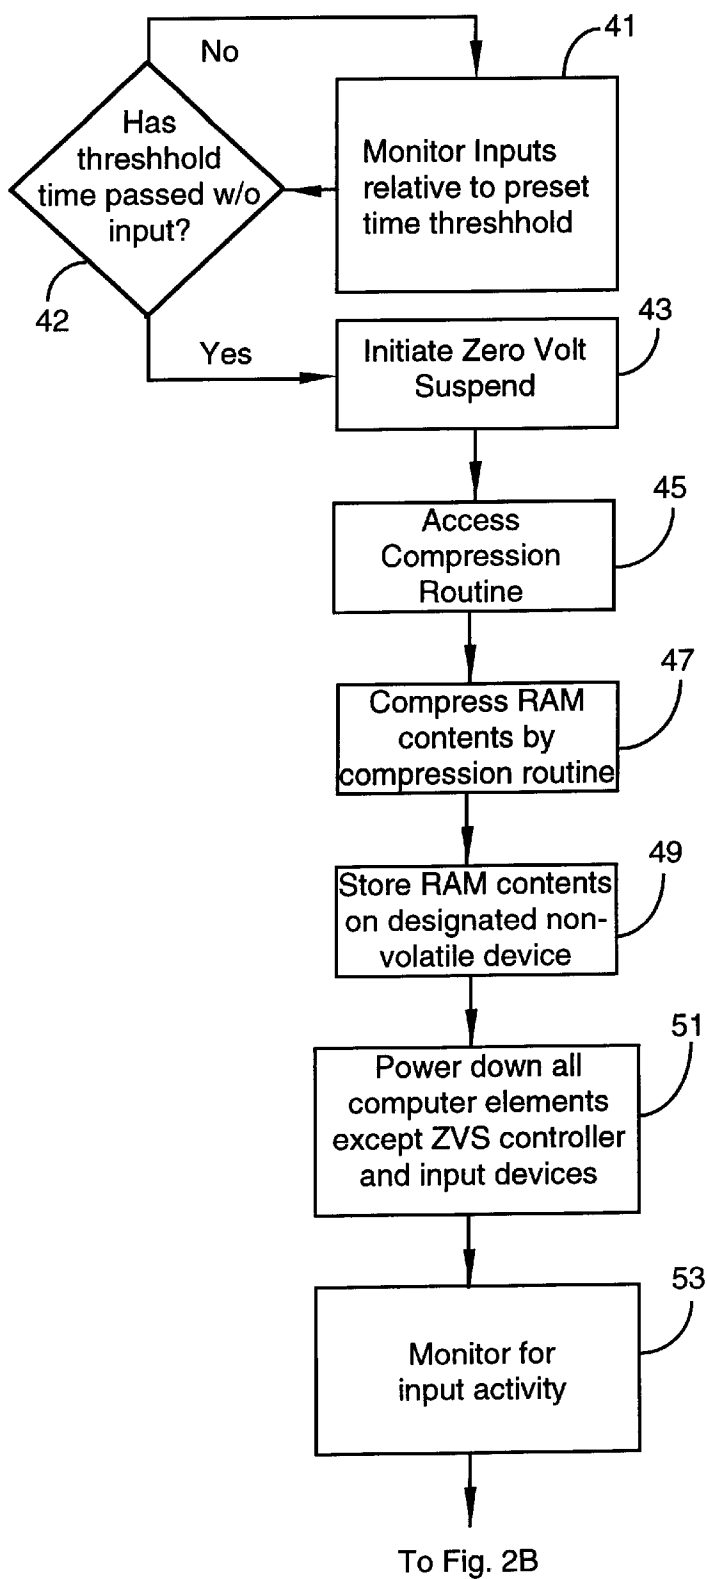 41
No
Has
threshhold
time passed w/o
input?
Monitor Inputs
relative to preset
time threshhold
42
43
Yes
Initiate Zero Volt
Suspend
45
Access
Compression
Routine
47
Compress RAM
contents by
compression routine
49
Store RAM contents
on designated non-
volatile device
51
Power down all
computer elements
except ZVS controller
and input devices
53
Monitor for
input activity
To Fig. 2B